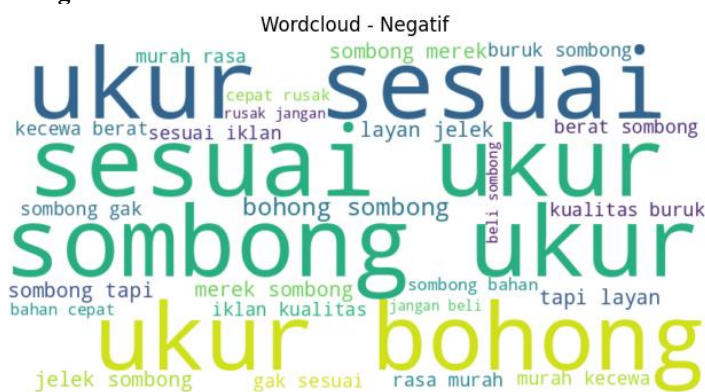 Wordcloud - Negatif
murah rasa
sombong merek
buruk sombong
ukur sesuai
cepat rusak
rusak jangan
kecewa berat
sesuai iklan
layan jelek
berat sombong
sesuai ukur
beli sombong
sombong gak
bohong sombong
kualitas buruk
sombong ukur
sombong bahan
sombong tapi
merek sombong
tapi layan
bahan cepat
iklan kualitas
jangan beli
ukur bohong
jelek sombong
gak sesuai
rasa murah
murah kecewa